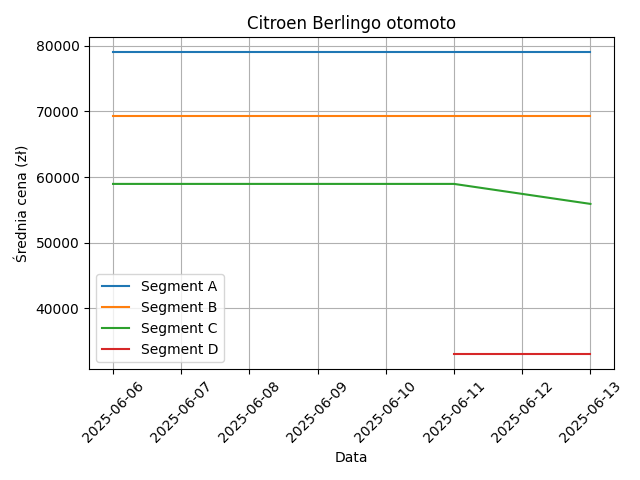 Citroen Berlingo otomoto
Średnia cena (zł)
80000
70000
60000
50000
40000
Segment A
Segment B
Segment C
Segment D
2025-06-06
2025-06-07
2025-06-08
2025-06-09
2025-06-10
2025-06-11
2025-06-12
2025-06-13
Data